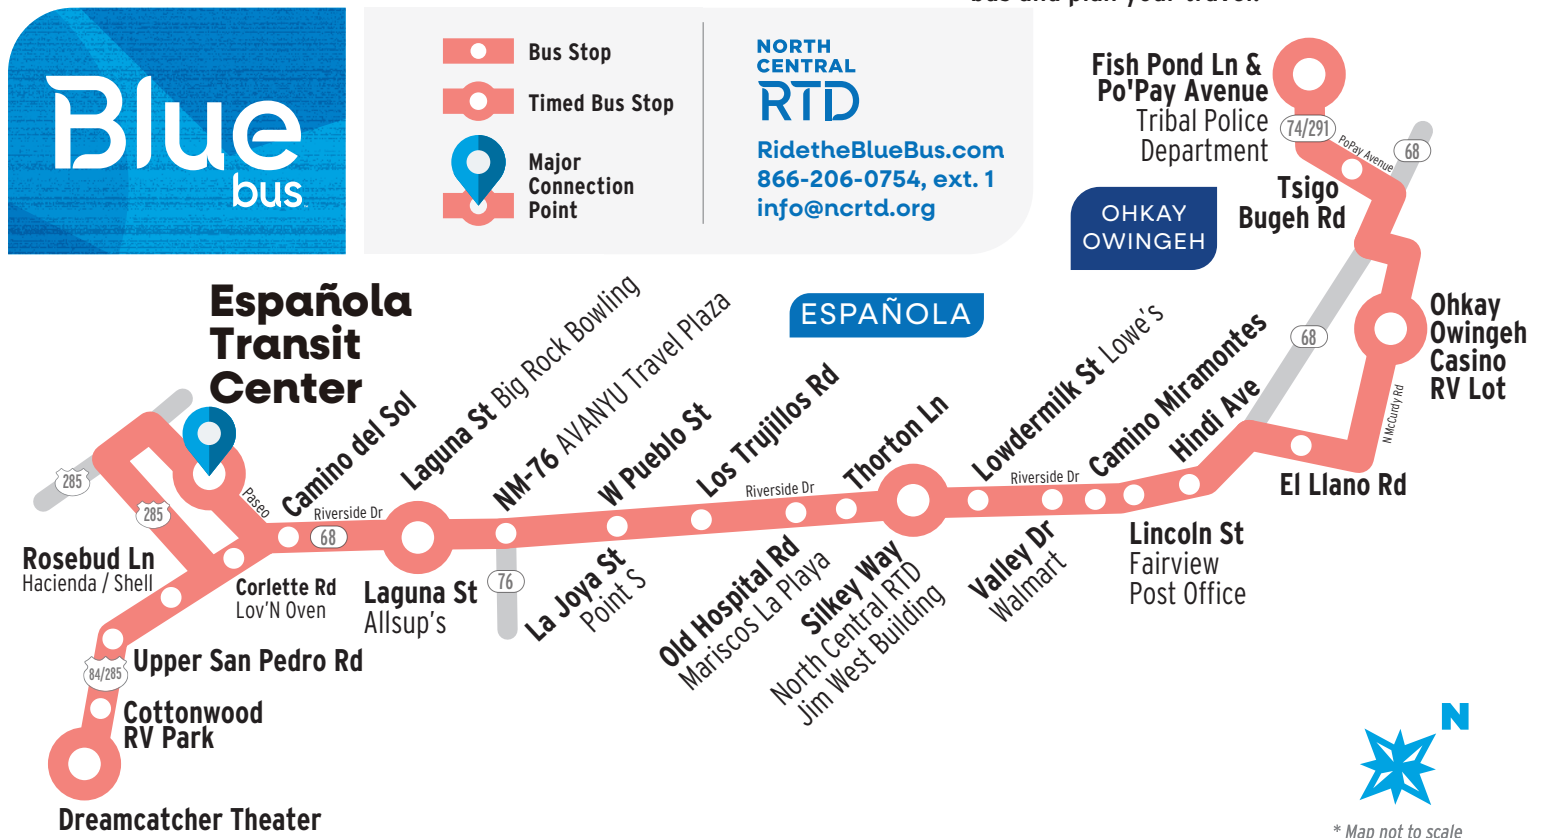 bus and plan your travel.
Blue
bus
Bus Stop
Timed Bus Stop
Major
Connection
Point
NORTH
CENTRAL
RTD
RidetheBlueBus.com
866-206-0754, ext. 1
info@ncrtd.org
Fish Pond Ln &
Po'Pay Avenue
Tribal Police
Department
74/291
PoPay Avenue
68
Tsigo
Bugeh Rd
OHKAY
OWINGEH
ESPAÑOLA
Española
Transit
Center
285
285
Paseo
Camino del Sol
Riverside Dr
68
Laguna St Big Rock Bowling
NM-76 AVANYU Travel Plaza
W Pueblo St
Los Trujillos Rd
Riverside Dr
Thorton Ln
Lowdermilk St Lowe's
Riverside Dr
Camino Miramontes
Hindi Ave
68
Ohkay
Owingeh
Casino
RV Lot
N McCurdy Rd
El Llano Rd
Rosebud Ln
Hacienda / Shell
Corlette Rd
Lov'N Oven
Laguna St
Allsup's
76
La Joya St
Point S
Old Hospital Rd
Mariscos La Playa
Silkey Way
North Central RTD
Jim West Building
Valley Dr
Walmart
Lincoln St
Fairview
Post Office
Upper San Pedro Rd
84/285
Cottonwood
RV Park
Dreamcatcher Theater
N
* Map not to scale